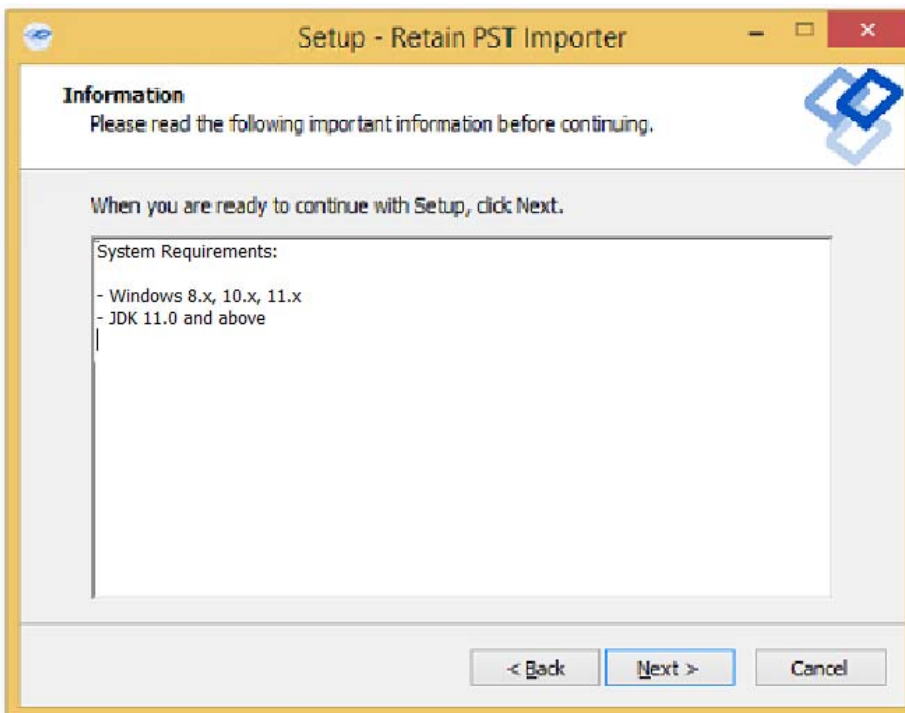 Setup - Retain PST Importer
Information
Please read the following important information before continuing.
When you are ready to continue with Setup, click Next.
System Requirements:
- Windows 8.x, 10.x, 11.x
- JDK 11.0 and above
< Back
Next >
Cancel